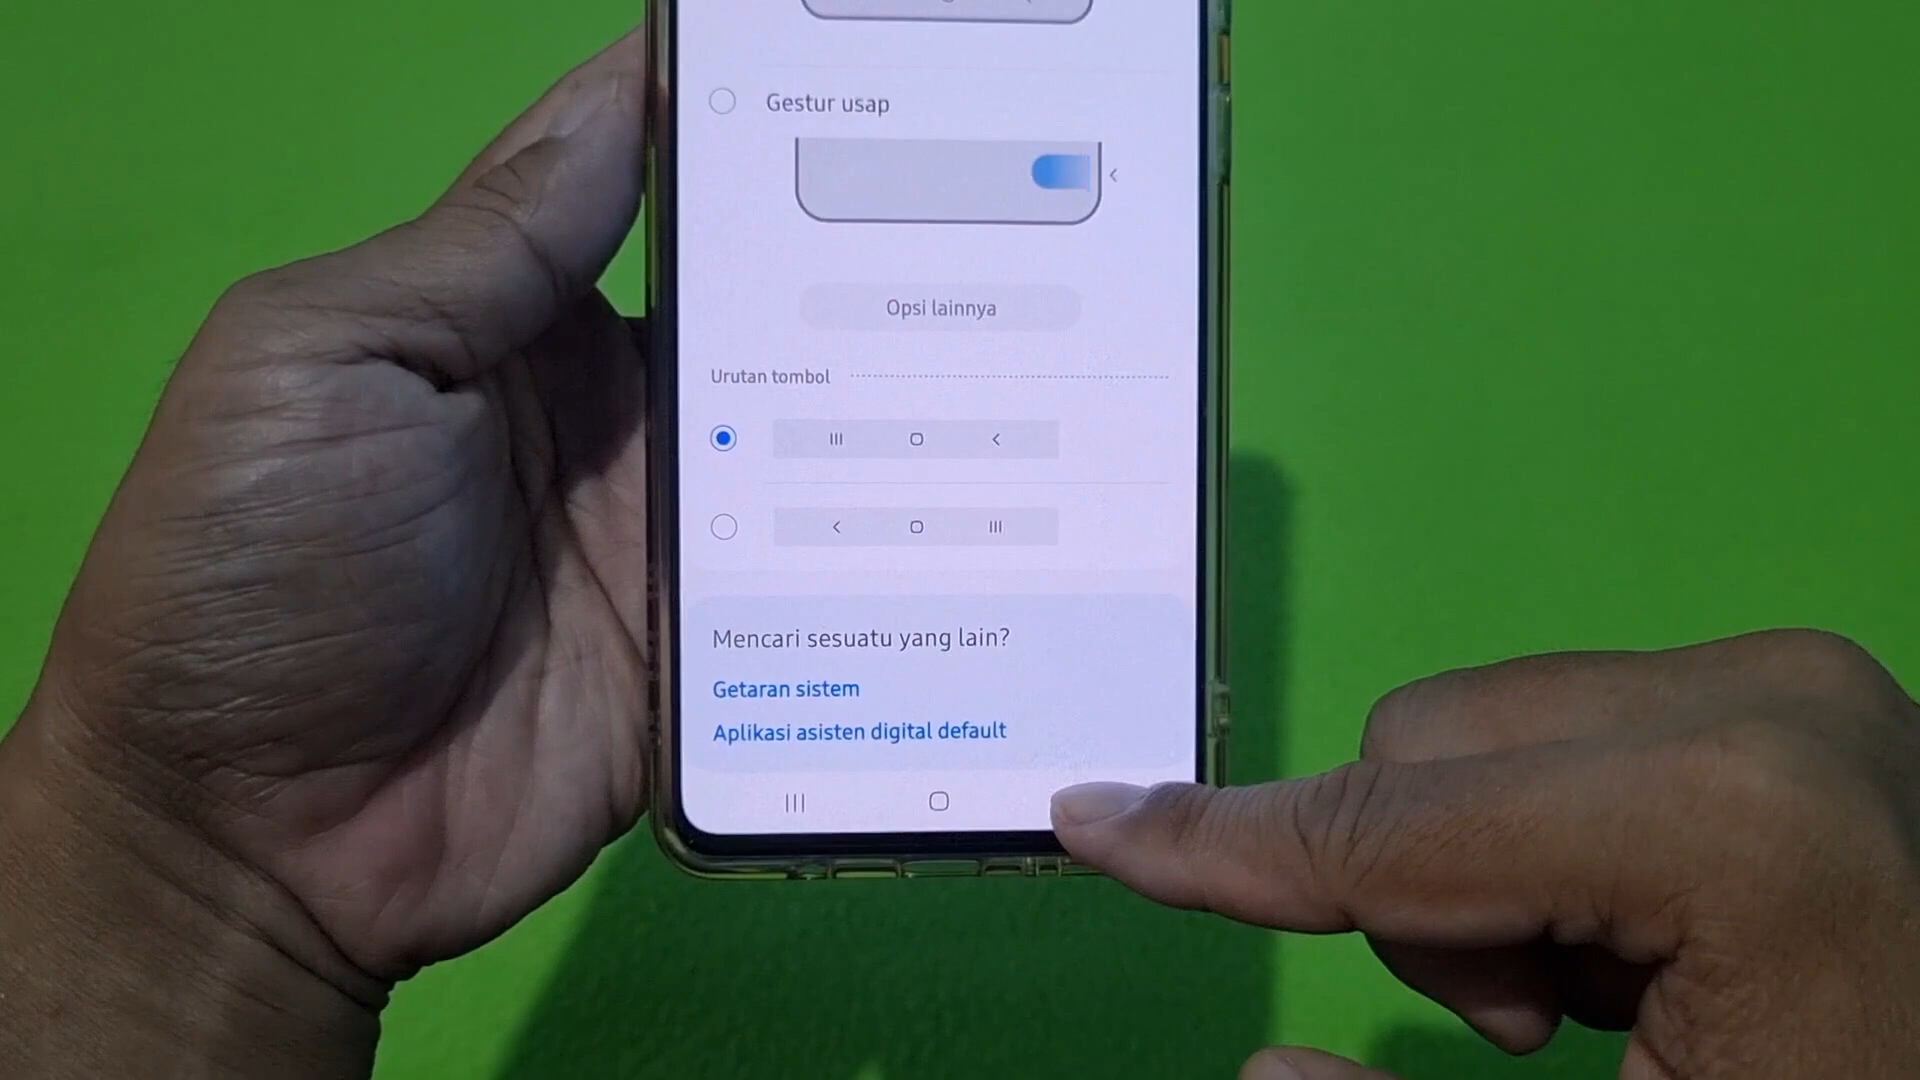 Gestur usap
Opsi lainnya
Urutan tombol
Mencari sesuatu yang lain?
Getaran sistem
Aplikasi asisten digital default